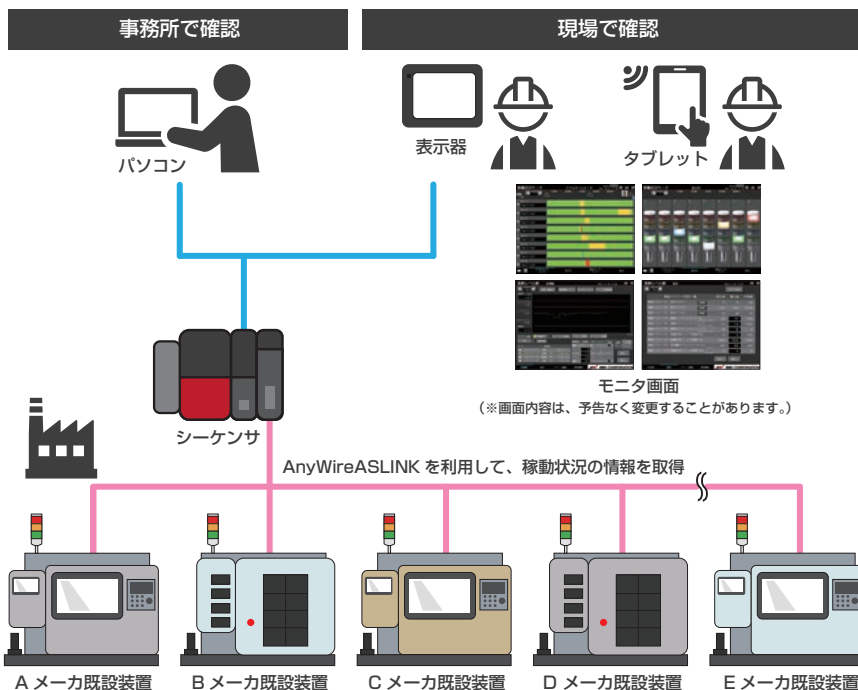 事務所で確認
現場で確認
パソコン
表示器
タブレット
モニタ画面
(※画面内容は、予告なく変更することがあります。)
シーケンサ
AnyWireASLINK を利用して、稼動状況の情報を取得
A メーカ既設装置
B メーカ既設装置
C メーカ既設装置
D メーカ既設装置
E メーカ既設装置